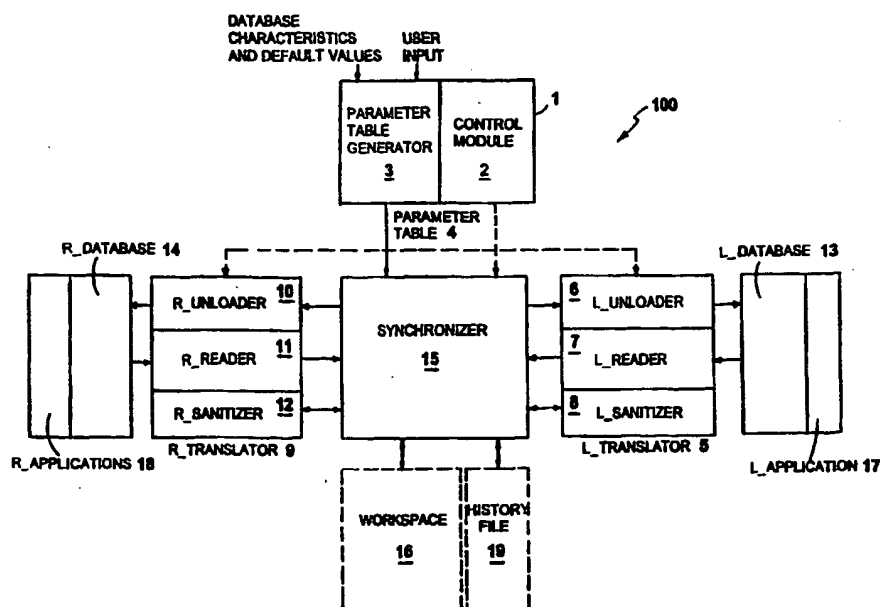 DATABASE
CHARACTERISTICS
AND DEFAULT VALUES
USER
INPUT
1
100
PARAMETER
TABLE
GENERATOR
3
CONTROL
MODULE
2
PARAMETER
TABLE 4
R_DATABASE 14
L_DATABASE 13
10
R_UNLOADER
11
R_READER
12
R_SANITIZER
SYNCHRONIZER
15
6
L_UNLOADER
7
L_READER
8
L_SANITIZER
R_APPLICATIONS 18
R_TRANSLATOR 9
L_TRANSLATOR 5
L_APPLICATION 17
WORKSPACE
16
HISTORY
FILE
19